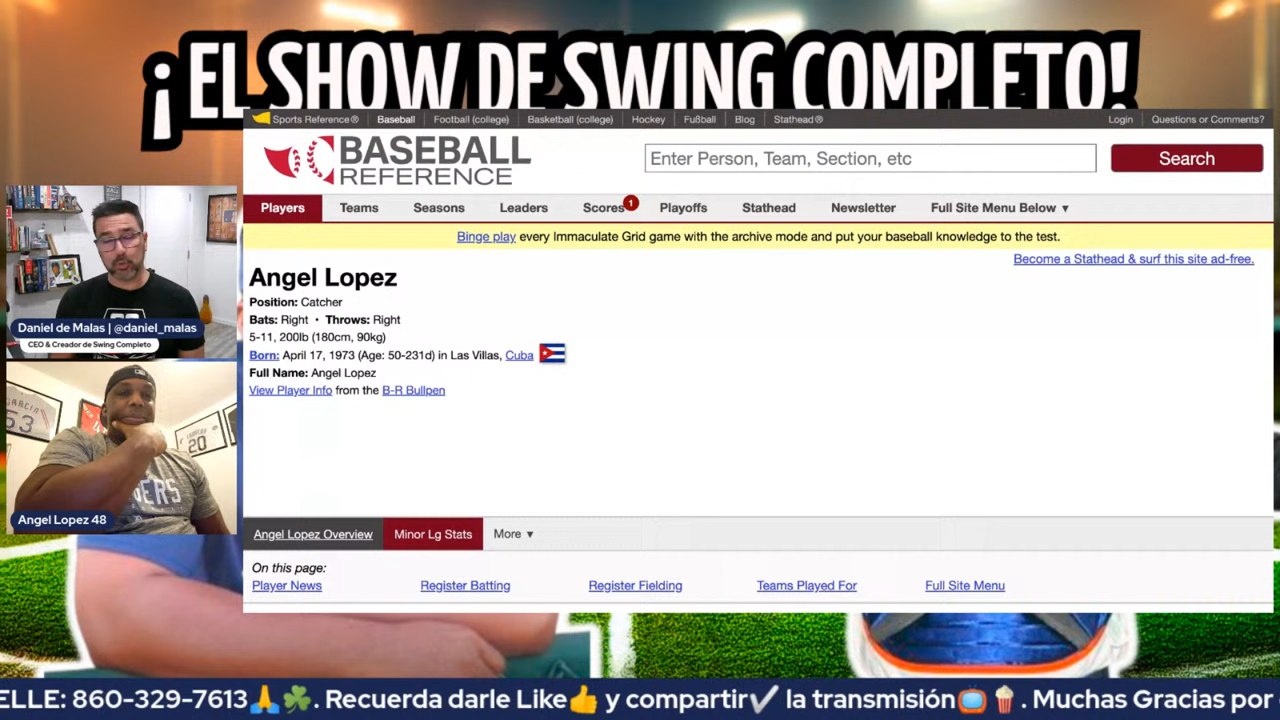 ¡EL SHOW DE SWING COMPLETO!
Sports Reference® Baseball Football (college) Basketball (college) Hockey Fußball Blog Stathead® Login Questions or Comments?
BASEBALL
REFERENCE
Enter Person, Team, Section, etc
Search
Players Teams Seasons Leaders Scores 1 Playoffs Stathead Newsletter Full Site Menu Below ▼
Binge play every Immaculate Grid game with the archive mode and put your baseball knowledge to the test.
Become a Stathead & surf this site ad-free.
Angel Lopez
Position: Catcher
Bats: Right • Throws: Right
5-11, 200lb (180cm, 90kg)
Born: April 17, 1973 (Age: 50-231d) in Las Villas, Cuba
Full Name: Angel Lopez
View Player Info from the B-R Bullpen
Daniel de Malas | @daniel_malas
CEO & Creador de Swing Completo
GARCIA
53
20
Angel Lopez 48
Angel Lopez Overview Minor Lg Stats More ▼
On this page:
Player News Register Batting Register Fielding Teams Played For Full Site Menu
ELLE: 860-329-7613🙏☘️. Recuerda darle Like👍 y compartir✔️ la transmisión📺🍿. Muchas Gracias por